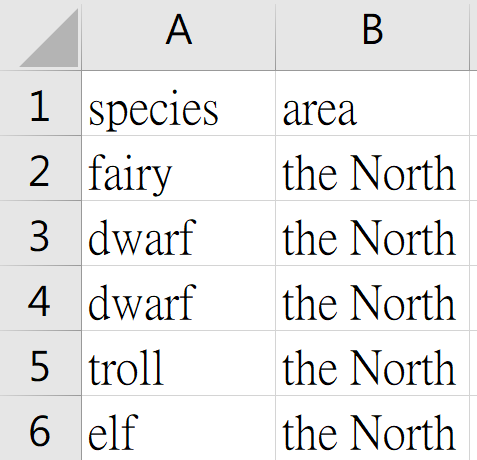 A B
1 species area
2 fairy the North
3 dwarf the North
4 dwarf the North
5 troll the North
6 elf the North